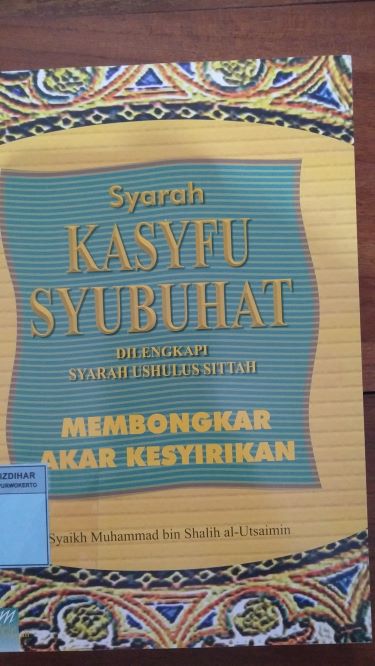 Syarah
KASYFU
SYUBUHAT
DILENGKAPI
SYARAH USHULUS SITTAH
MEMBONGKAR
AKAR KESYIRIKAN
IZDIHAR
PURWOKERTO
Syaikh Muhammad bin Shalih al-Utsaimin